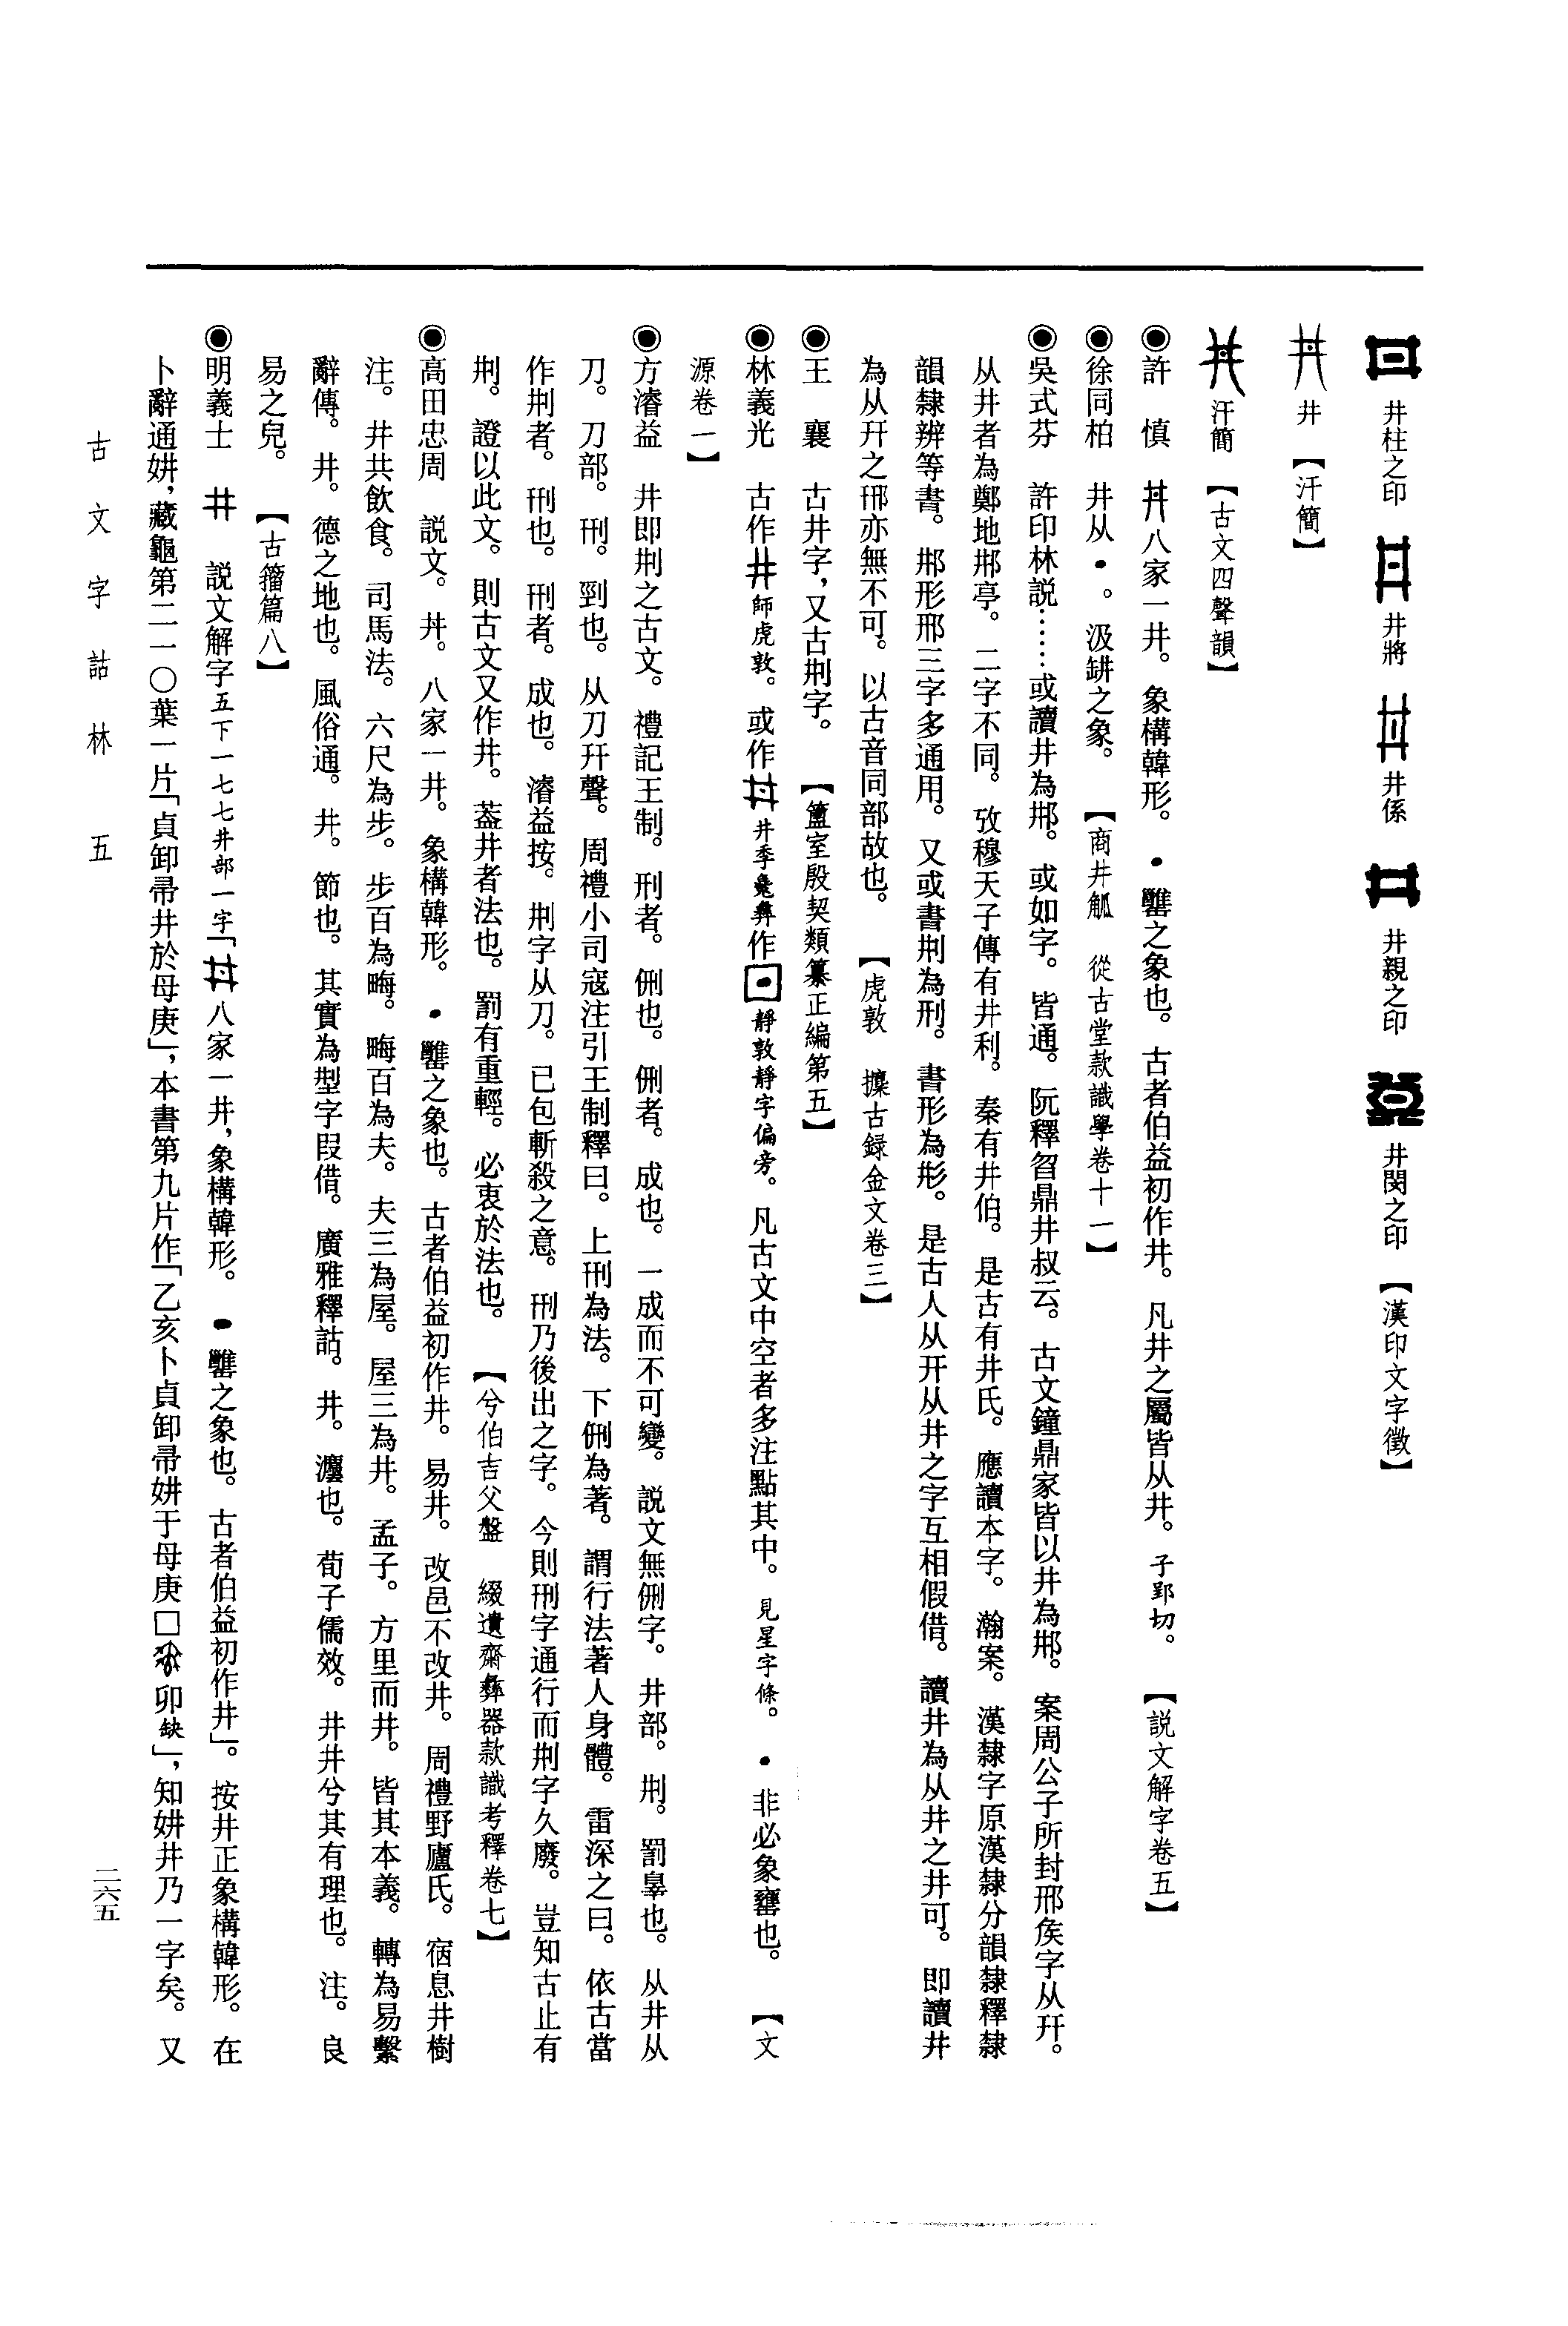 井柱之印 井將 井係 井親之印 井閔之印 【漢印文字徵】
井 【汗簡】
汗簡 【古文四聲韻】
◉許 慎 丼八家一井。象構韓形。•䍌之象也。古者伯益初作井。凡井之屬皆从井。子郢切。 【説文解字卷五】
◉徐同柏 井从•。汲缾之象。 【商井觚 從古堂款識學卷十一】
◉吳式芬 許印林説……或讀井為邢。或如字。皆通。阮釋曶鼎井叔云。古文鐘鼎家皆以井為邢。案周公子所封邢矦字从幵。
从井者為鄭地邢亭。二字不同。攷穆天子傳有井利。秦有井伯。是古有井氏。應讀本字。瀚案。漢隸字原漢隸分韻隸釋隸
韻隸辨等書。邢形邢三字多通用。又或書荆為刑。書形為形。是古人从开从井之字互相假借。讀井為从井之井可。即讀井
為从幵之邢亦無不可。以古音同部故也。 【虎敦 攈古録金文卷三】
◉王 襄 古井字，又古荆字。 【簠室殷契類纂正編第五】
◉林義光 古作井師虎敦。或作丼井季㚟彝作靜敦靜字偏旁。凡古文中空者多注點其中。見星字條。•非必象䍌也。 【文
源卷一】
◉方濬益 井即荆之古文。禮記王制。刑者。侀也。侀者。成也。一成而不可變。説文無侀字。井部。荆。罰辠也。从井从
刀。刀部。刑。剄也。从刀幵聲。周禮小司寇注引王制釋曰。上刑為法。下侀為著。謂行法著人身體。雷深之曰。依古當
作荆者。刑也。刑者。成也。濬益按。荆字从刀。已包斬殺之意。刑乃後出之字。今則刑字通行而荆字久廢。豈知古止有
荆。證以此文。則古文又作井。葢井者法也。罰有重輕。必衷於法也。 【兮伯吉父盤 綴遺齋彝器款識考釋卷七】
◉高田忠周 説文。丼。八家一井。象構韓形。•䍌之象也。古者伯益初作井。易井。改邑不改井。周禮野廬氏。宿息井樹
注。井共飲食。司馬法。六尺為步。步百為畮。畮百為夫。夫三為屋。屋三為井。孟子。方里而井。皆其本義。轉為易繫
辭傳。井。德之地也。風俗通。井。節也。其實為型字叚借。廣雅釋詁。井。灋也。荀子儒效。井井兮其有理也。注。良
易之皃。 【古籀篇八】
◉明義士 井 説文解字五下一七七井部一字「丼八家一井，象構韓形。•䍌之象也。古者伯益初作井」。按井正象構韓形。在
卜辭通妌，藏龜第二一〇葉一片「貞卸帚井於母庚」，本書第九片作「乙亥卜貞卸帚妌于母庚□卯缺」，知妌井乃一字矣。又
古文字詁林 五
二六五